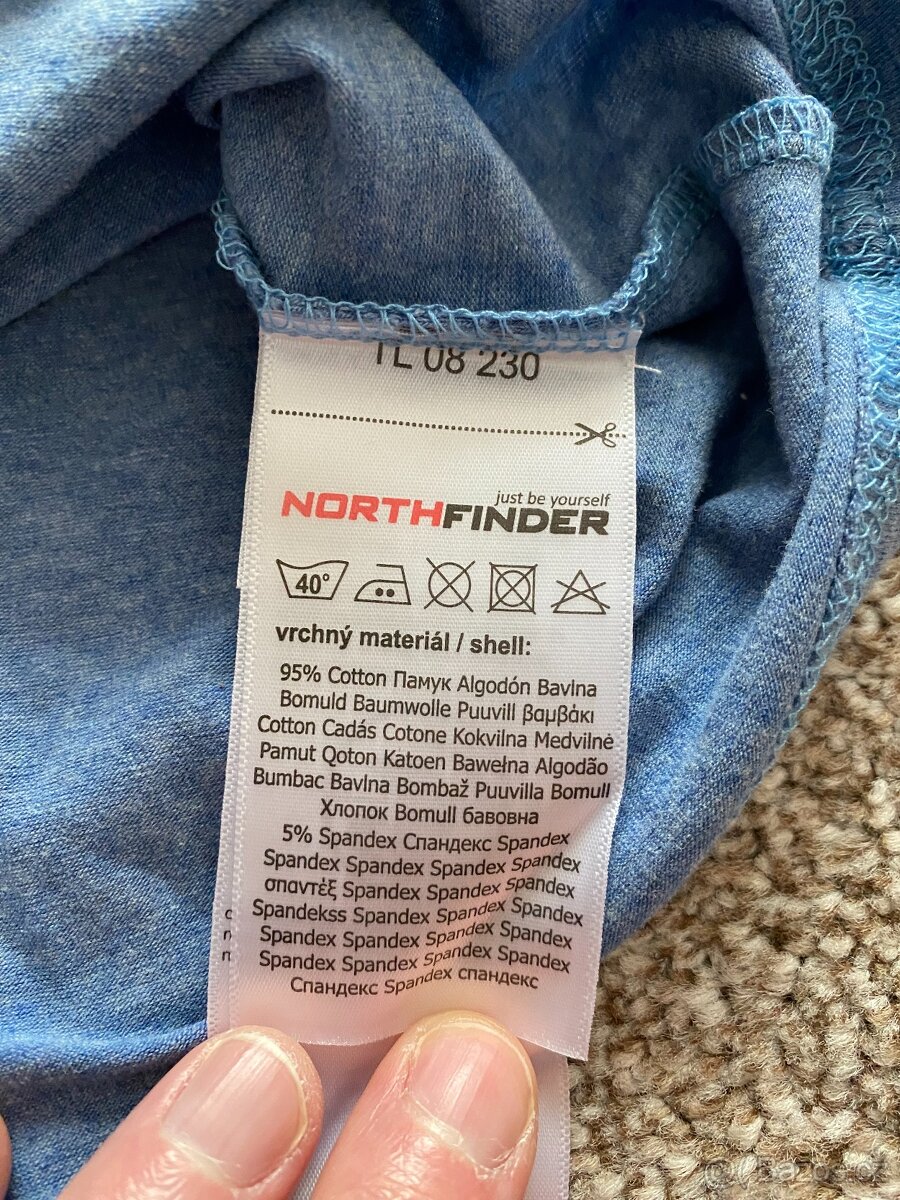 TL 08 230
just be yourself
NORTHFINDER
40°
vrchný materiál / shell:
95% Cotton Памук Algodón Bavlna
Bomuld Baumwolle Puuvill βαμβάκι
Cotton Cadás Cotone Kokvilna Medvilnė
Pamut Qoton Katoen Bawełna Algodão
Bumbac Bavlna Bombaž Puuvilla Bomull
Хлопок Bomull бавовна
5% Spandex Спандекс Spandex
Spandex Spandex Spandex Spandex
σπαντέξ Spandex Spandex Spandex
Spandekss Spandex Spandex Spandex
Spandex Spandex Spandex Spandex
Spandex Spandex Spandex Spandex
Спандекс Spandex спандекс